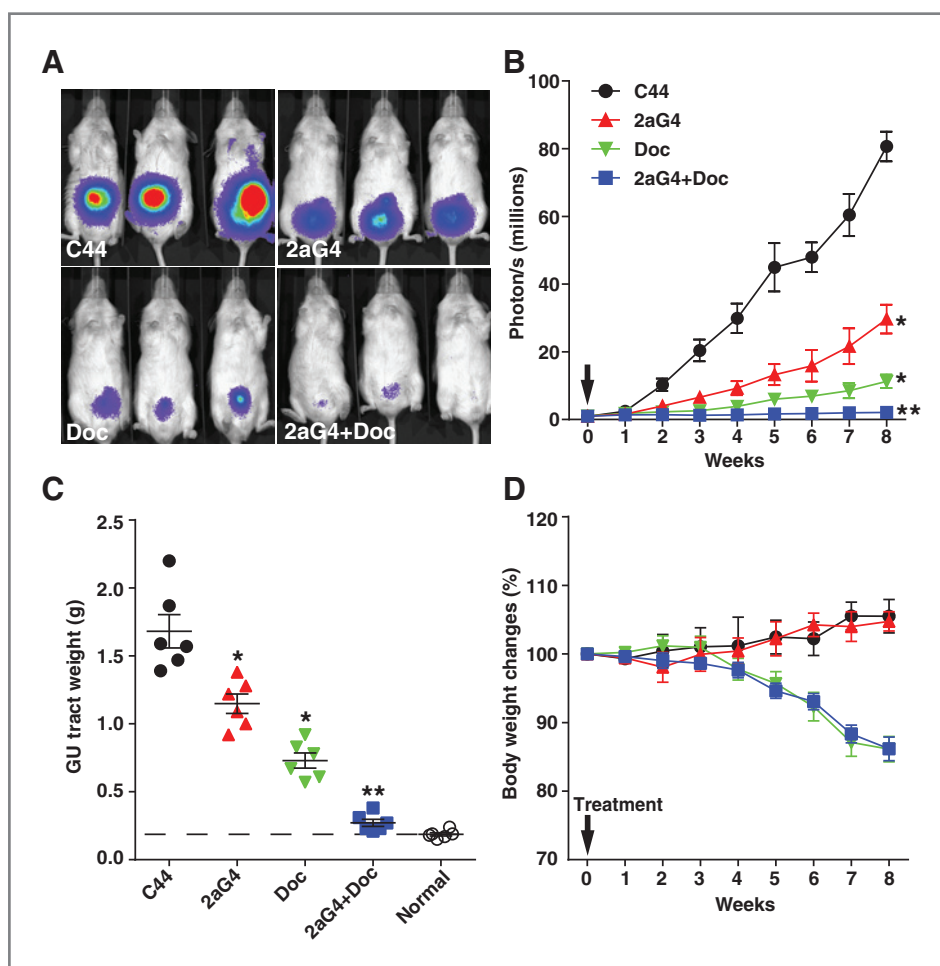 A
C44
2aG4
Doc
2aG4+Doc
B
Photon/s (millions)
100
80
60
40
20
0
C44
2aG4
Doc
2aG4+Doc
*
*
**
0 1 2 3 4 5 6 7 8
Weeks
C
GU tract weight (g)
2.5
2.0
1.5
1.0
0.5
0.0
*
*
**
C44
2aG4
Doc
2aG4+Doc
Normal
D
Body weight changes (%)
120
110
100
90
80
70
Treatment
0 1 2 3 4 5 6 7 8
Weeks